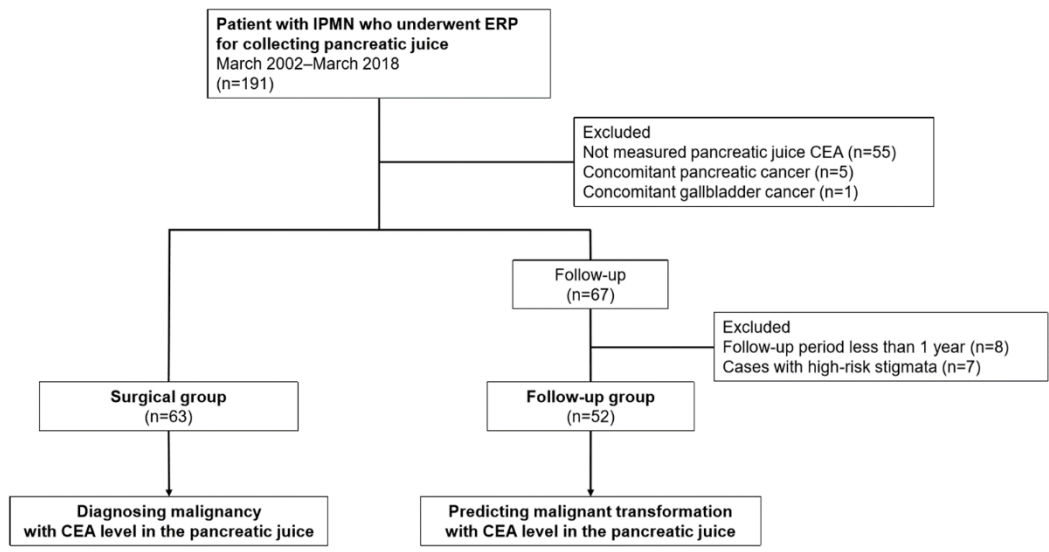 Patient with IPMN who underwent ERP
for collecting pancreatic juice
March 2002–March 2018
(n=191)
Excluded
Not measured pancreatic juice CEA (n=55)
Concomitant pancreatic cancer (n=5)
Concomitant gallbladder cancer (n=1)
Follow-up
(n=67)
Excluded
Follow-up period less than 1 year (n=8)
Cases with high-risk stigmata (n=7)
Surgical group
(n=63)
Follow-up group
(n=52)
Diagnosing malignancy
with CEA level in the pancreatic juice
Predicting malignant transformation
with CEA level in the pancreatic juice